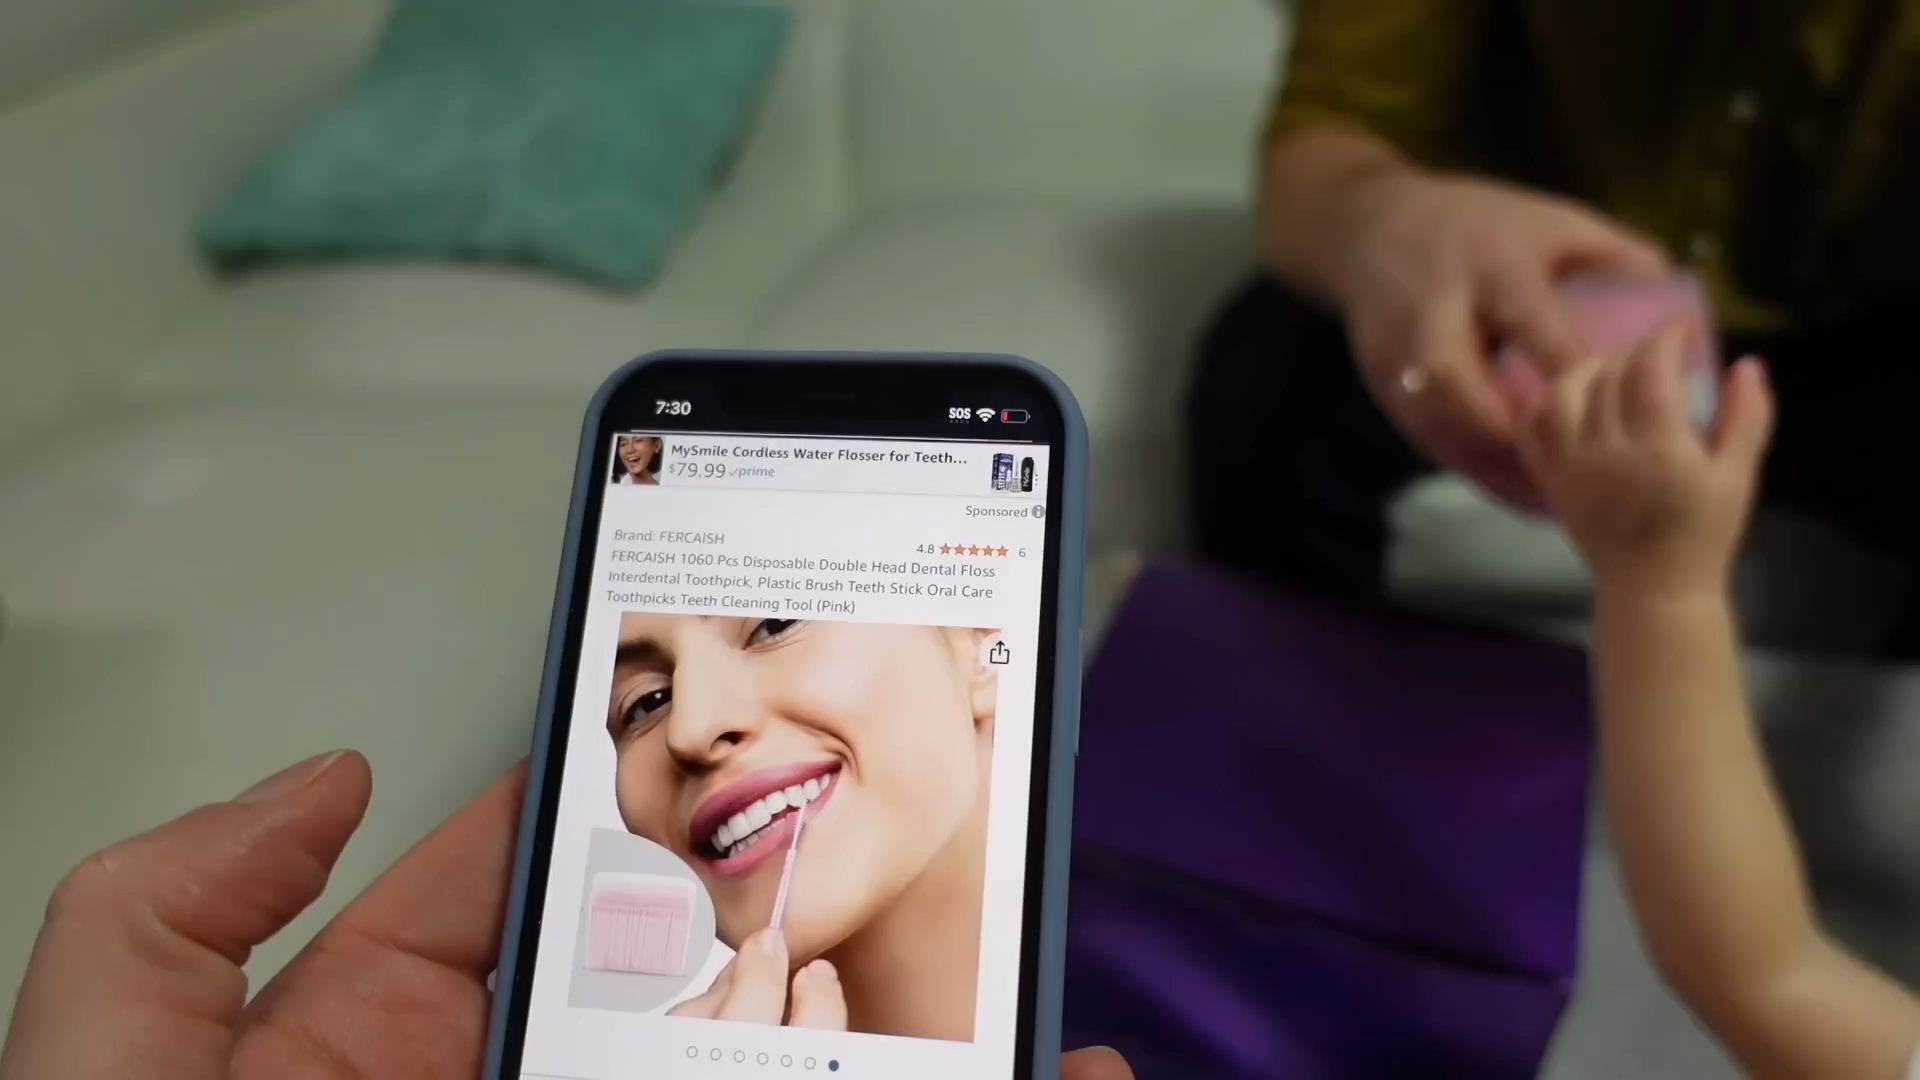 7:30
SOS
MySmile Cordless Water Flosser for Teeth...
$79.99 prime
Sponsored
Brand: FERCAISH
4.8 6
FERCAISH 1060 Pcs Disposable Double Head Dental Floss
Interdental Toothpick, Plastic Brush Teeth Stick Oral Care
Toothpicks Teeth Cleaning Tool (Pink)